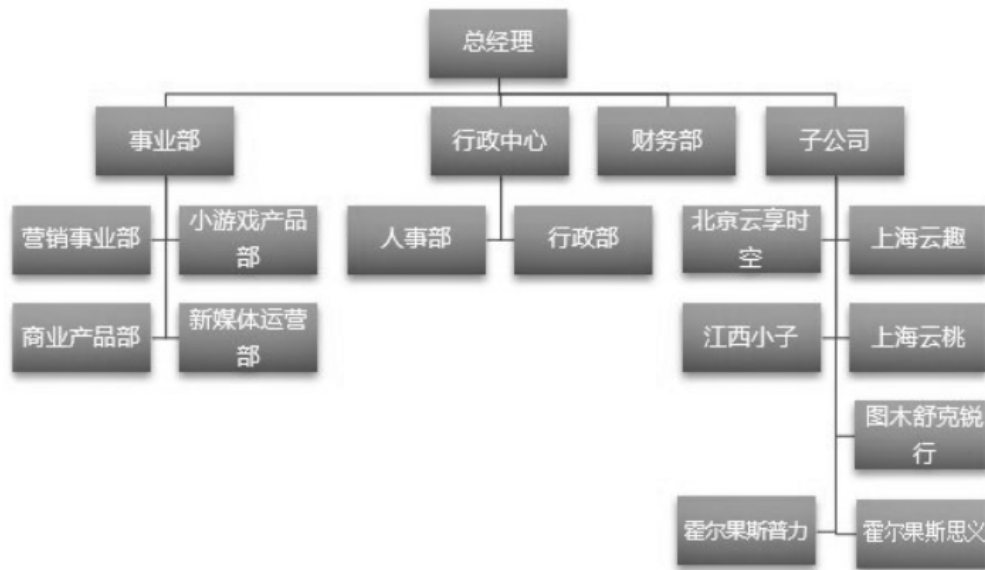 总经理
事业部
行政中心
财务部
子公司
营销事业部
小游戏产品
部
人事部
行政部
北京云享时
空
上海云趣
商业产品部
新媒体运营
部
江西小子
上海云桃
图木舒克锐
行
霍尔果斯普力
霍尔果斯思义